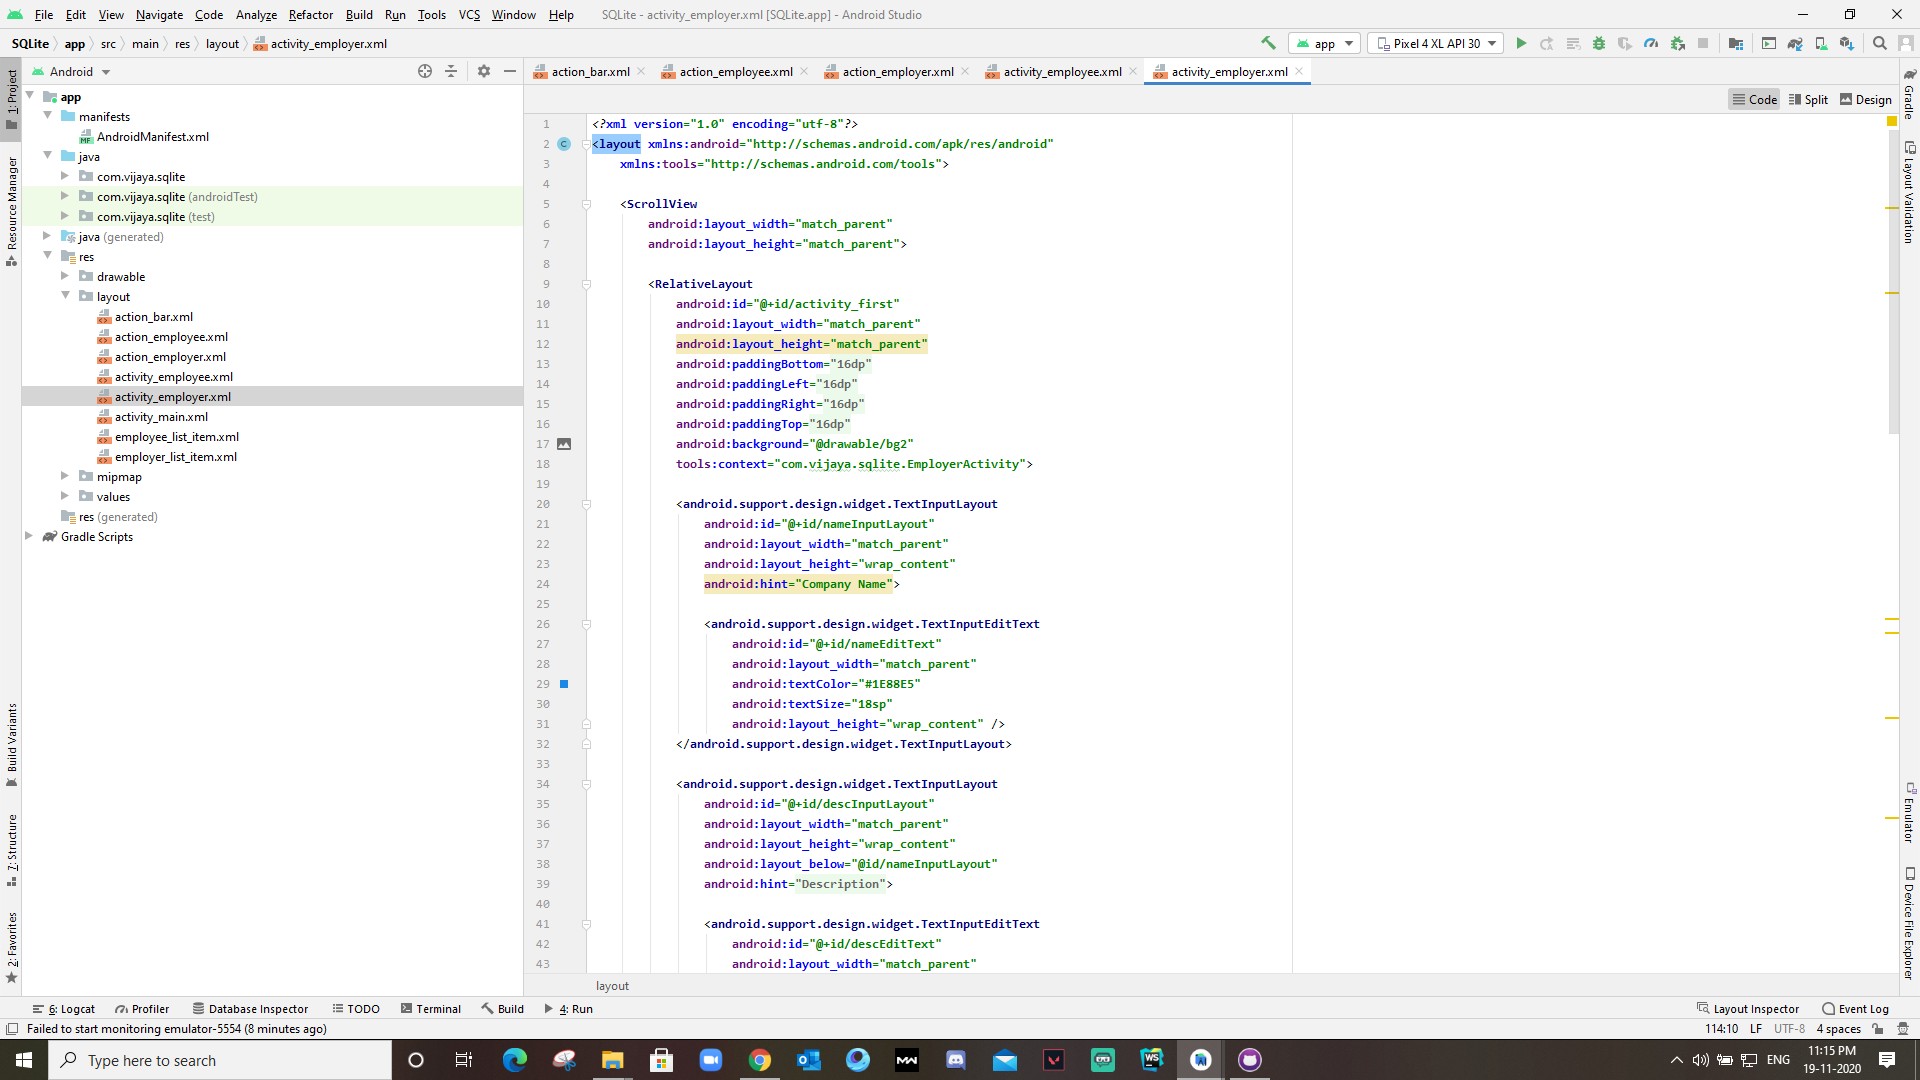 File Edit View Navigate Code Analyze Refactor Build Run Tools VCS Window Help SQLite - activity_employer.xml [SQLite.app] - Android Studio
SQLite app src main res layout activity_employer.xml
app Pixel 4 XL API 30
Android
action_bar.xml action_employee.xml action_employer.xml activity_employee.xml activity_employer.xml
Code Split Design
1: Project
Resource Manager
Build Variants
7: Structure
2: Favorites
app
manifests
AndroidManifest.xml
java
com.vijaya.sqlite
com.vijaya.sqlite (androidTest)
com.vijaya.sqlite (test)
java (generated)
res
drawable
layout
action_bar.xml
action_employee.xml
action_employer.xml
activity_employee.xml
activity_employer.xml
activity_main.xml
employee_list_item.xml
employer_list_item.xml
mipmap
values
res (generated)
Gradle Scripts
1 <?xml version="1.0" encoding="utf-8"?>
2 C <layout xmlns:android="http://schemas.android.com/apk/res/android"
3 xmlns:tools="http://schemas.android.com/tools">
4
5 <ScrollView
6 android:layout_width="match_parent"
7 android:layout_height="match_parent">
8
9 <RelativeLayout
10 android:id="@+id/activity_first"
11 android:layout_width="match_parent"
12 android:layout_height="match_parent"
13 android:paddingBottom="16dp"
14 android:paddingLeft="16dp"
15 android:paddingRight="16dp"
16 android:paddingTop="16dp"
17 android:background="@drawable/bg2"
18 tools:context="com.vijaya.sqlite.EmployerActivity">
19
20 <android.support.design.widget.TextInputLayout
21 android:id="@+id/nameInputLayout"
22 android:layout_width="match_parent"
23 android:layout_height="wrap_content"
24 android:hint="Company Name">
25
26 <android.support.design.widget.TextInputEditText
27 android:id="@+id/nameEditText"
28 android:layout_width="match_parent"
29 android:textColor="#1E88E5"
30 android:textSize="18sp"
31 android:layout_height="wrap_content" />
32 </android.support.design.widget.TextInputLayout>
33
34 <android.support.design.widget.TextInputLayout
35 android:id="@+id/descInputLayout"
36 android:layout_width="match_parent"
37 android:layout_height="wrap_content"
38 android:layout_below="@id/nameInputLayout"
39 android:hint="Description">
40
41 <android.support.design.widget.TextInputEditText
42 android:id="@+id/descEditText"
43 android:layout_width="match_parent"
layout
Gradle
Layout Validation
Emulator
Device File Explorer
6: Logcat Profiler Database Inspector TODO Terminal Build 4: Run Layout Inspector Event Log
Failed to start monitoring emulator-5554 (8 minutes ago) 114:10 LF UTF-8 4 spaces
Type here to search
ENG
11:15 PM
19-11-2020